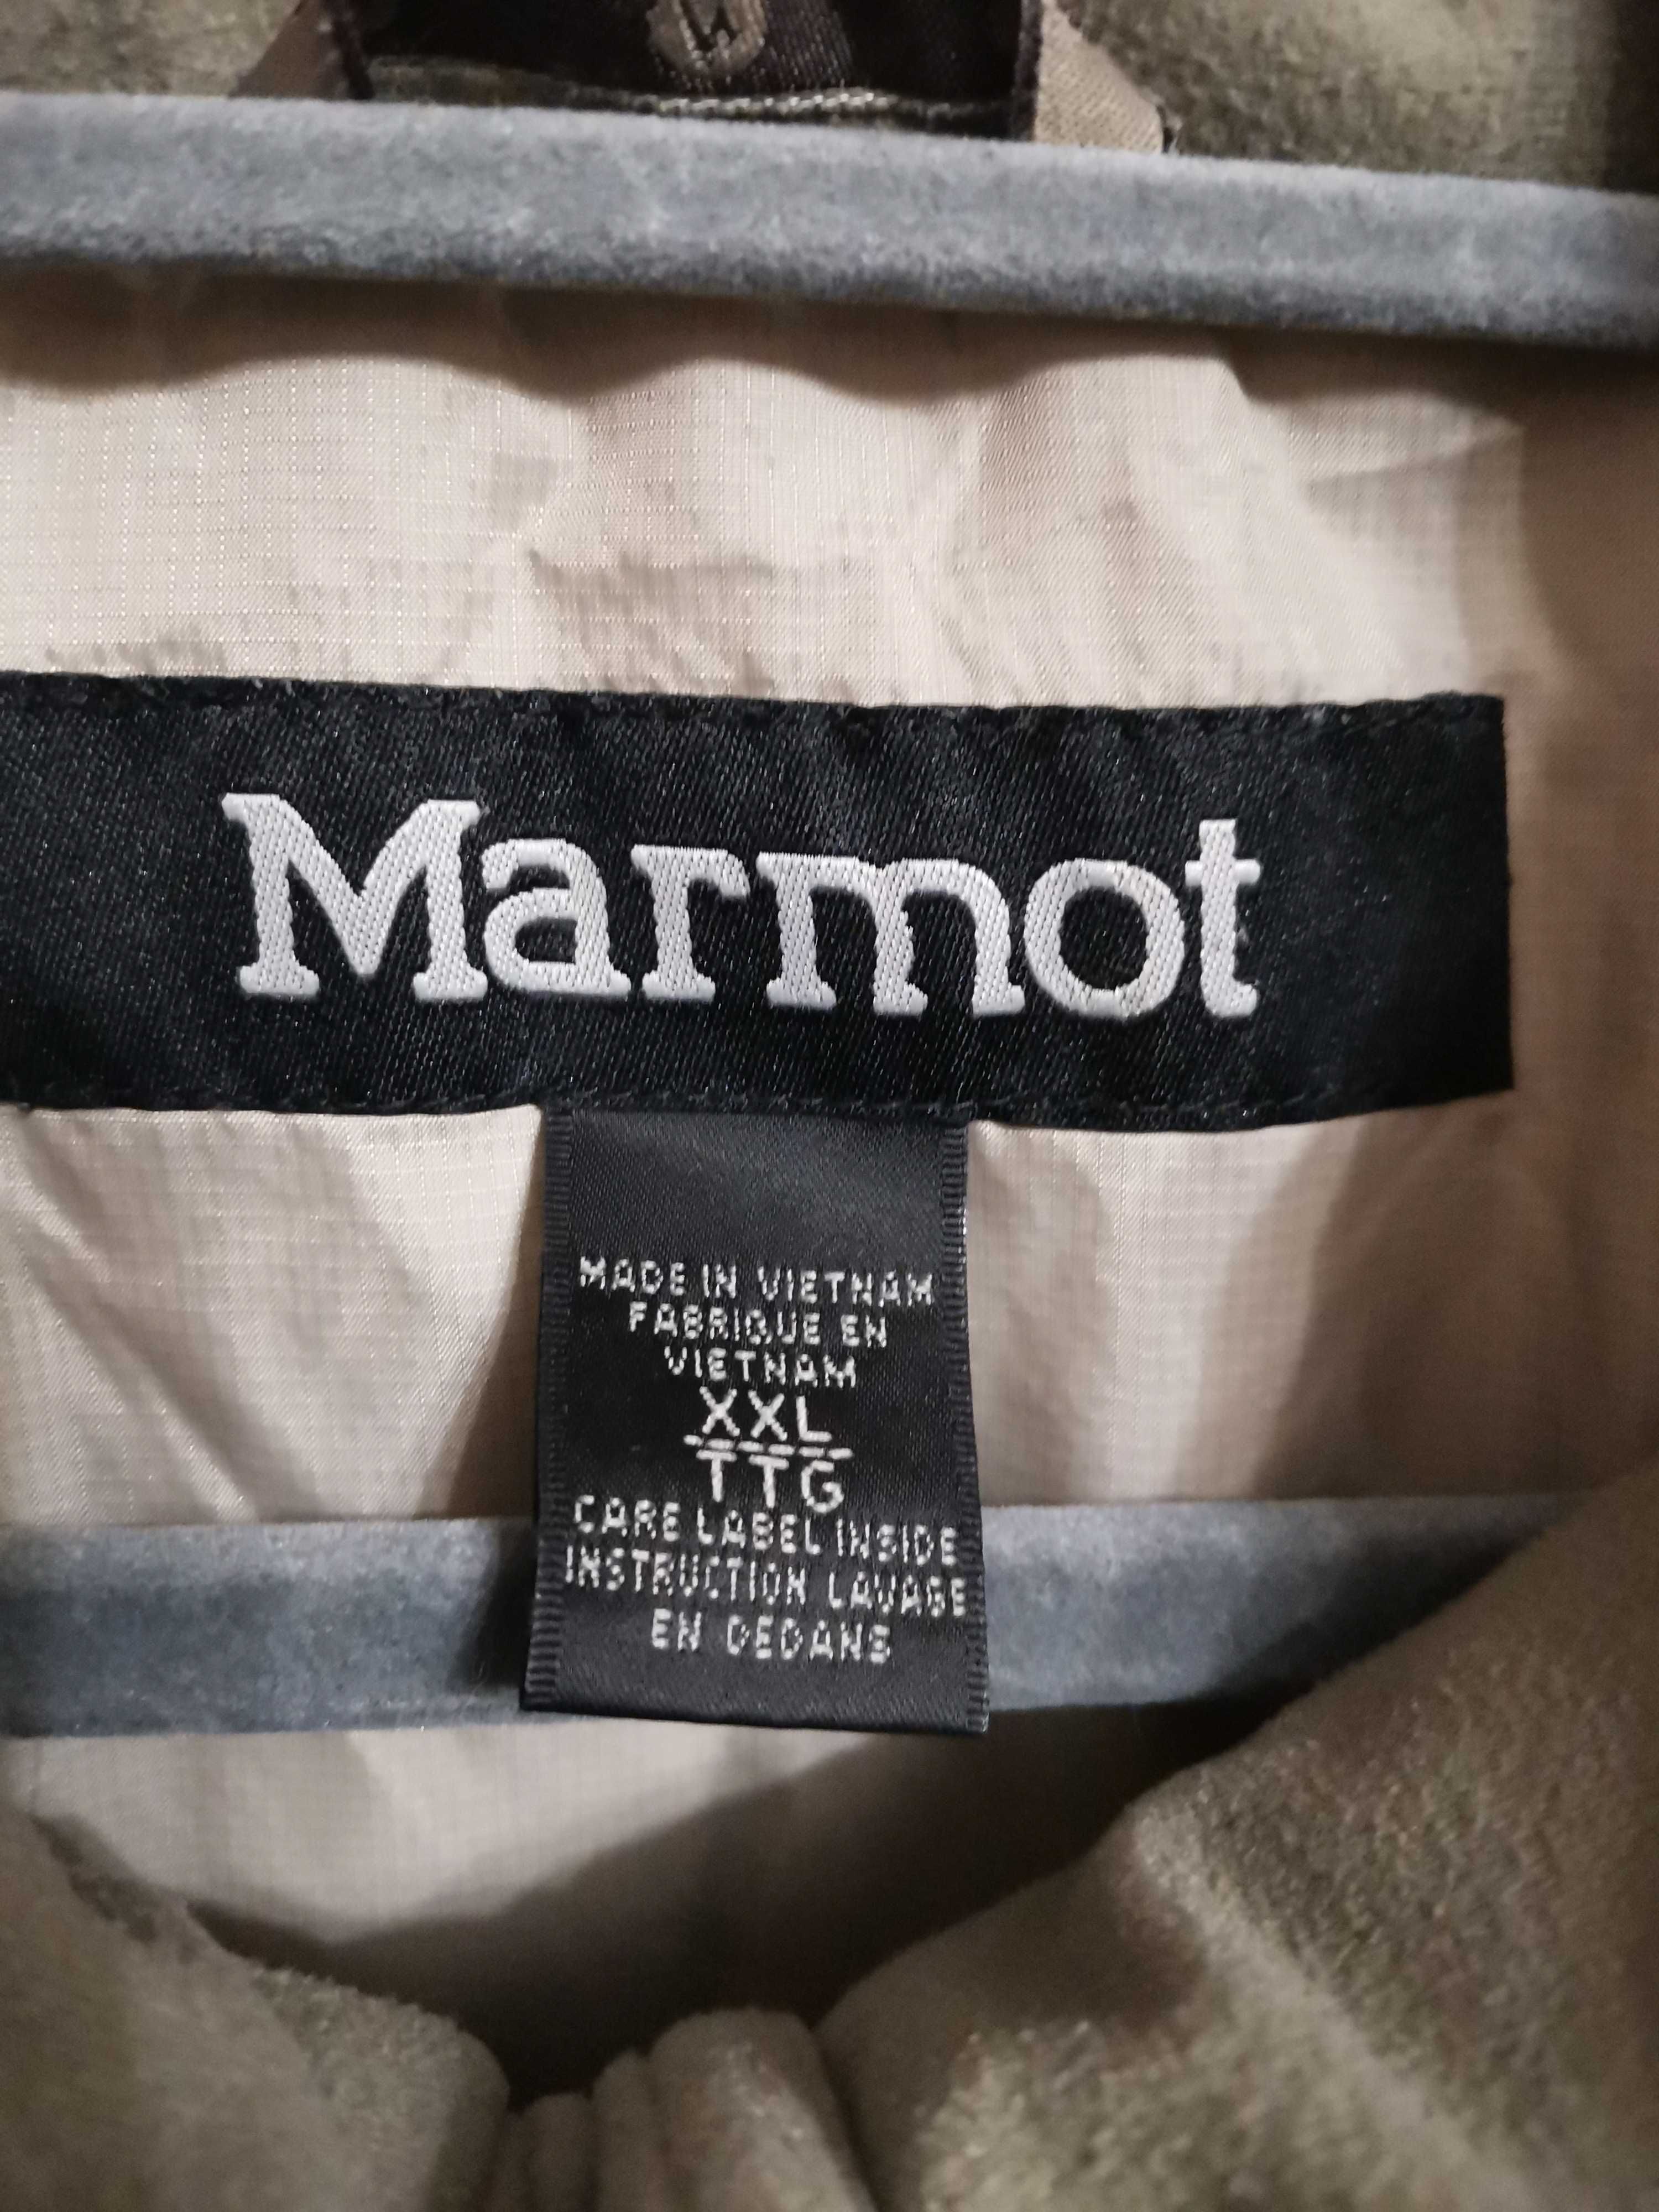 M
Marmot
MADE IN VIETNAM
FABRIQUE EN
VIETNAM
XXL
TTG
CARE LABEL INSIDE
INSTRUCTION LAVAGE
EN DEDANS